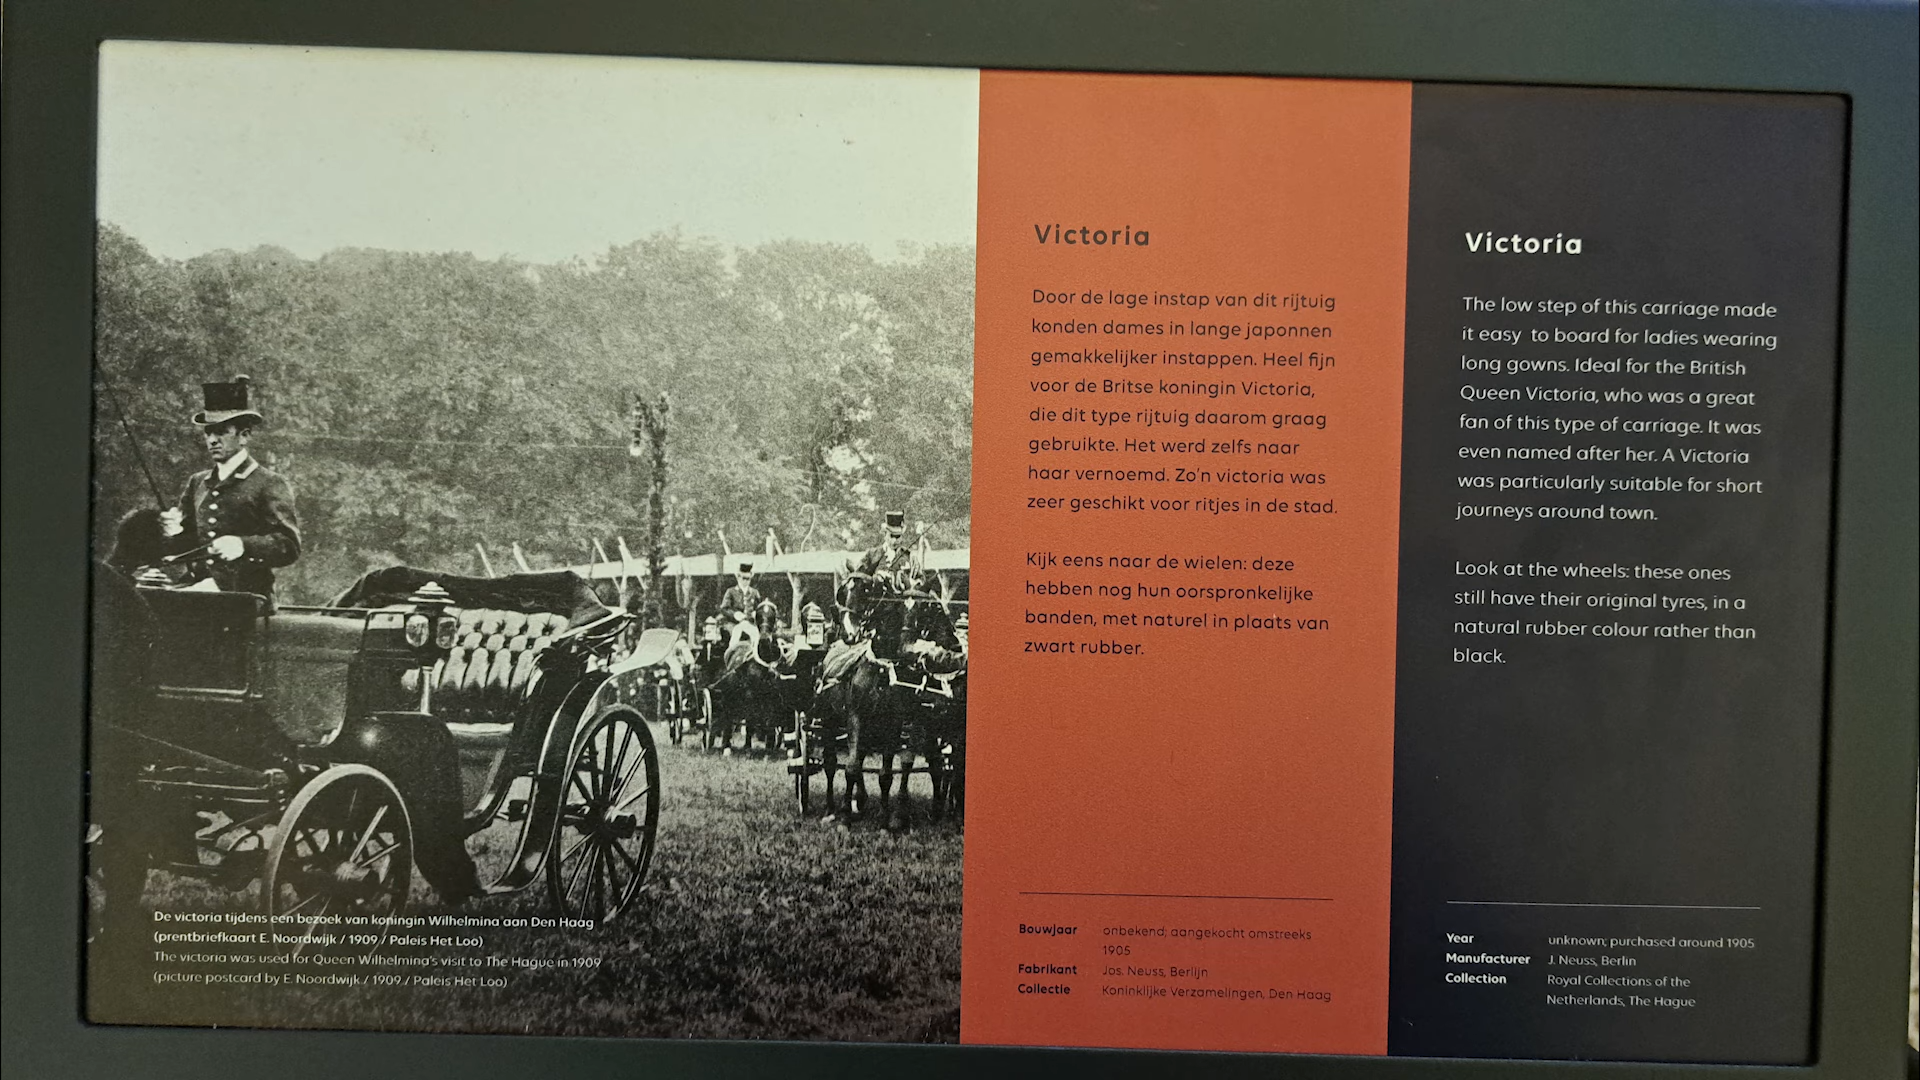 Victoria
Door de lage instap van dit rijtuig
konden dames in lange japonnen
gemakkelijker instappen. Heel fijn
voor de Britse koningin Victoria,
die dit type rijtuig daarom graag
gebruikte. Het werd zelfs naar
haar vernoemd. Zo'n victoria was
zeer geschikt voor ritjes in de stad.
Kijk eens naar de wielen: deze
hebben nog hun oorspronkelijke
banden, met naturel in plaats van
zwart rubber.
Bouwjaar onbekend; aangekocht omstreeks
1905
Fabrikant Jos. Neuss, Berlijn
Collectie Koninklijke Verzamelingen, Den Haag
Victoria
The low step of this carriage made
it easy to board for ladies wearing
long gowns. Ideal for the British
Queen Victoria, who was a great
fan of this type of carriage. It was
even named after her. A Victoria
was particularly suitable for short
journeys around town.
Look at the wheels: these ones
still have their original tyres, in a
natural rubber colour rather than
black.
Year unknown; purchased around 1905
Manufacturer J. Neuss, Berlin
Collection Royal Collections of the
Netherlands, The Hague
De victoria tijdens een bezoek van koningin Wilhelmina aan Den Haag
(prentbriefkaart E. Noordwijk / 1909 / Paleis Het Loo)
The victoria was used for Queen Wilhelmina's visit to The Hague in 1909
(picture postcard by E. Noordwijk / 1909 / Paleis Het Loo)